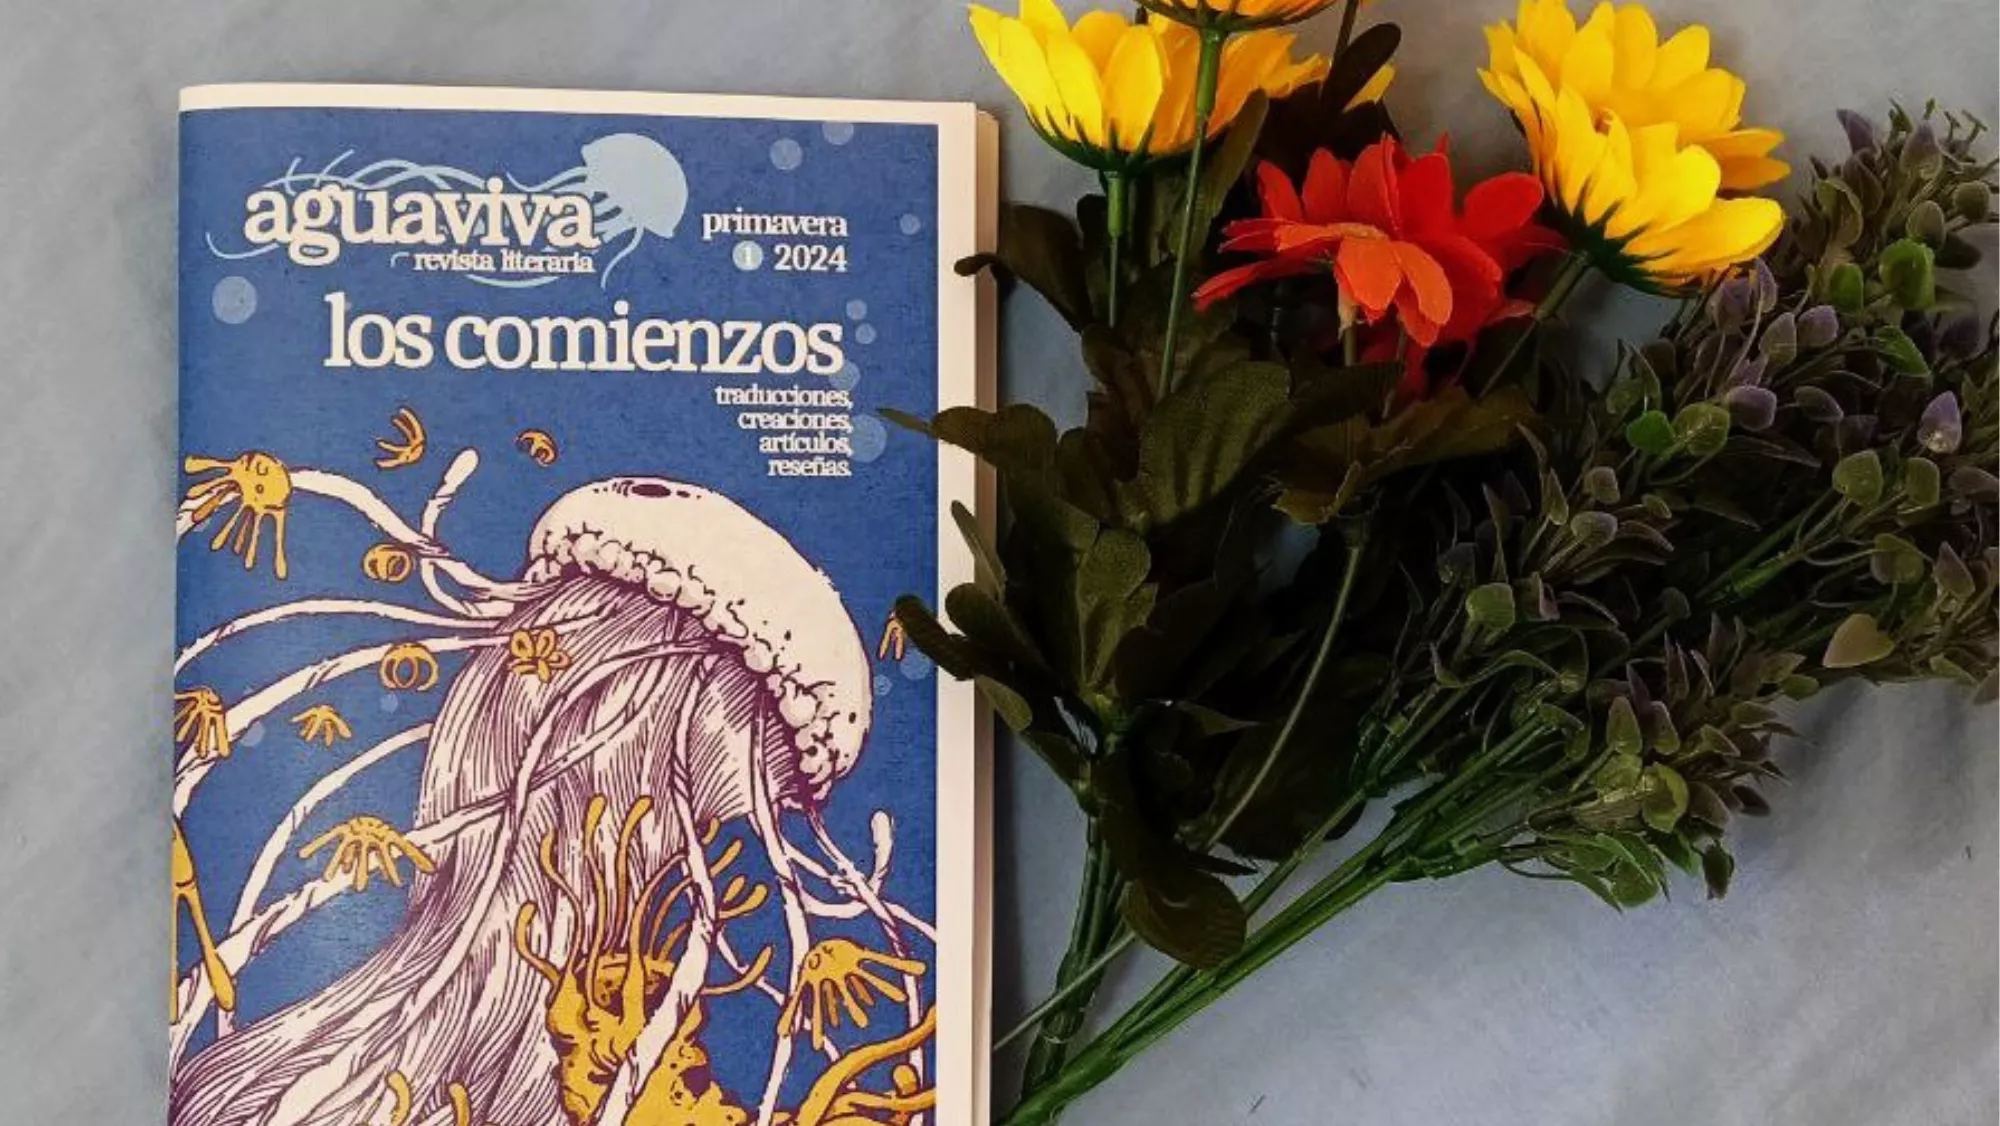 aguaviva
revista literaria
primavera
1 2024
los comienzos
traducciones,
creaciones,
artículos,
reseñas.